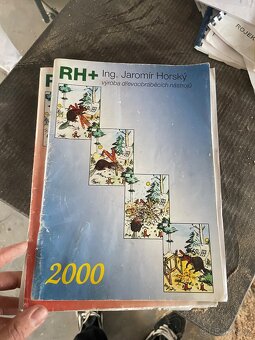 RH+ Ing. Jaromír Horský
výroba dřevoobráběcích nástrojů
2000